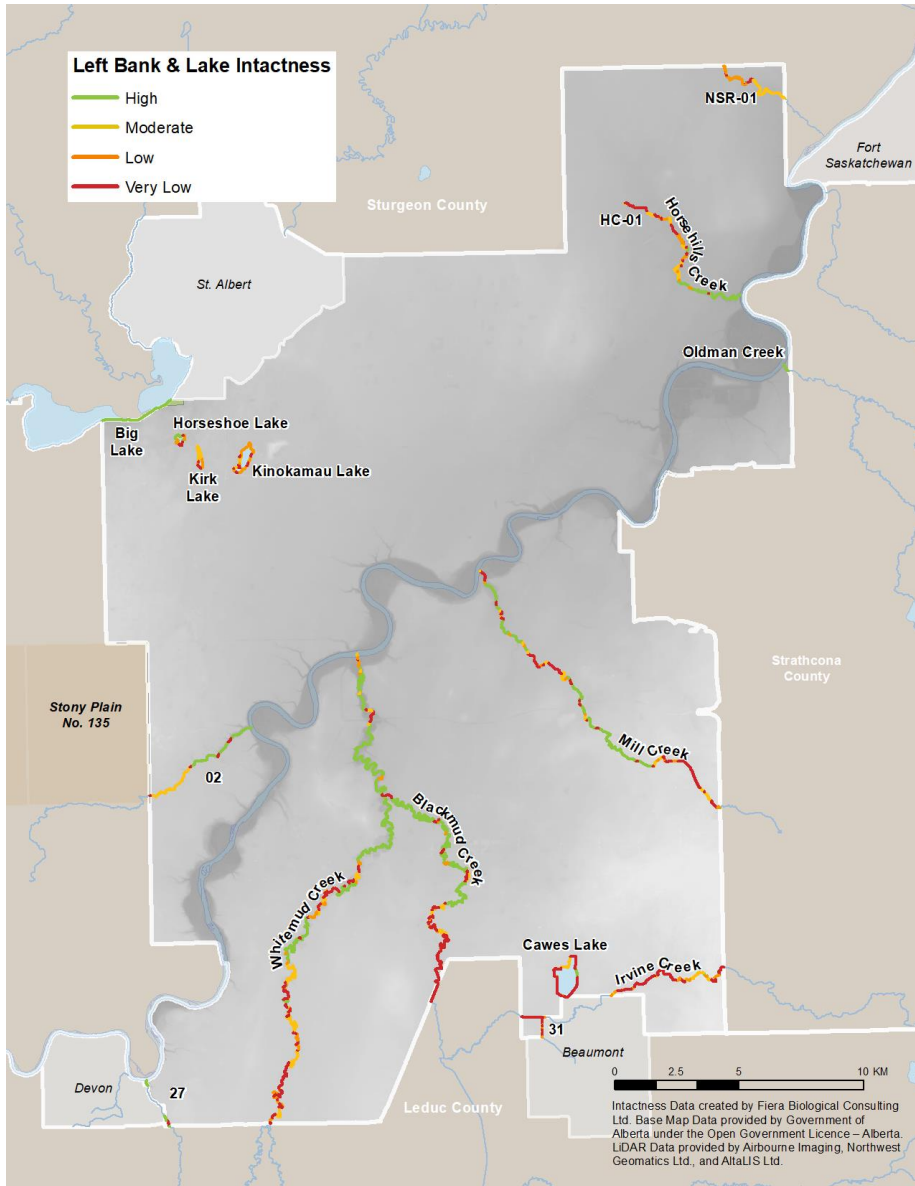 Left Bank & Lake Intactness
High
Moderate
Low
Very Low
NSR-01
Fort
Saskatchewan
Sturgeon County
HC-01
Horsehills
Creek
St. Albert
Oldman Creek
Big
Lake
Horseshoe Lake
Kirk
Lake
Kinokamau Lake
Stony Plain
No. 135
Strathcona
County
02
Mill Creek
Blackmud Creek
Whitemud Creek
Cawes Lake
Irvine Creek
31
Beaumont
Devon
27
Leduc County
0 2.5 5 10 KM
Intactness Data created by Fiera Biological Consulting
Ltd. Base Map Data provided by Government of
Alberta under the Open Government Licence – Alberta.
LiDAR Data provided by Airbourne Imaging, Northwest
Geomatics Ltd., and AltaLIS Ltd.